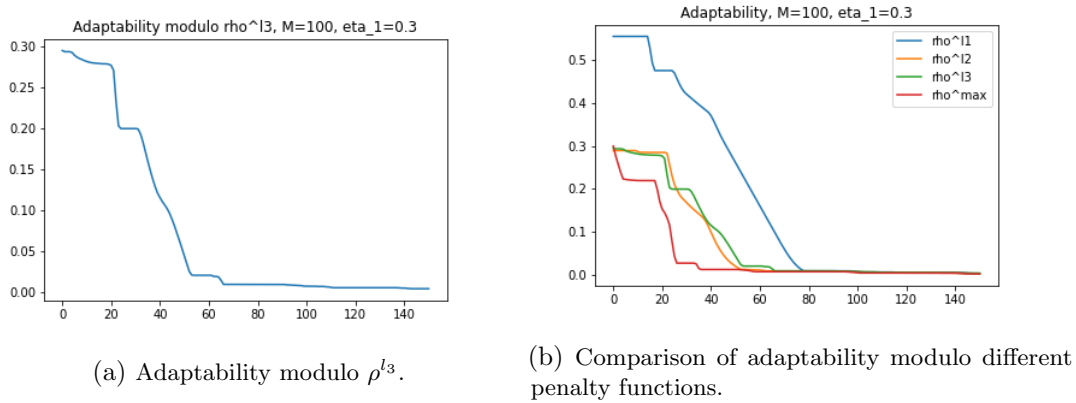 Adaptability modulo rho^l3, M=100, eta_1=0.3
0.30
0.25
0.20
0.15
0.10
0.05
0.00
0 20 40 60 80 100 120 140
(a) Adaptability modulo ρ^{l_3}.
Adaptability, M=100, eta_1=0.3
rho^l1
rho^l2
rho^l3
rho^max
0.5
0.4
0.3
0.2
0.1
0.0
0 20 40 60 80 100 120 140
(b) Comparison of adaptability modulo different
penalty functions.